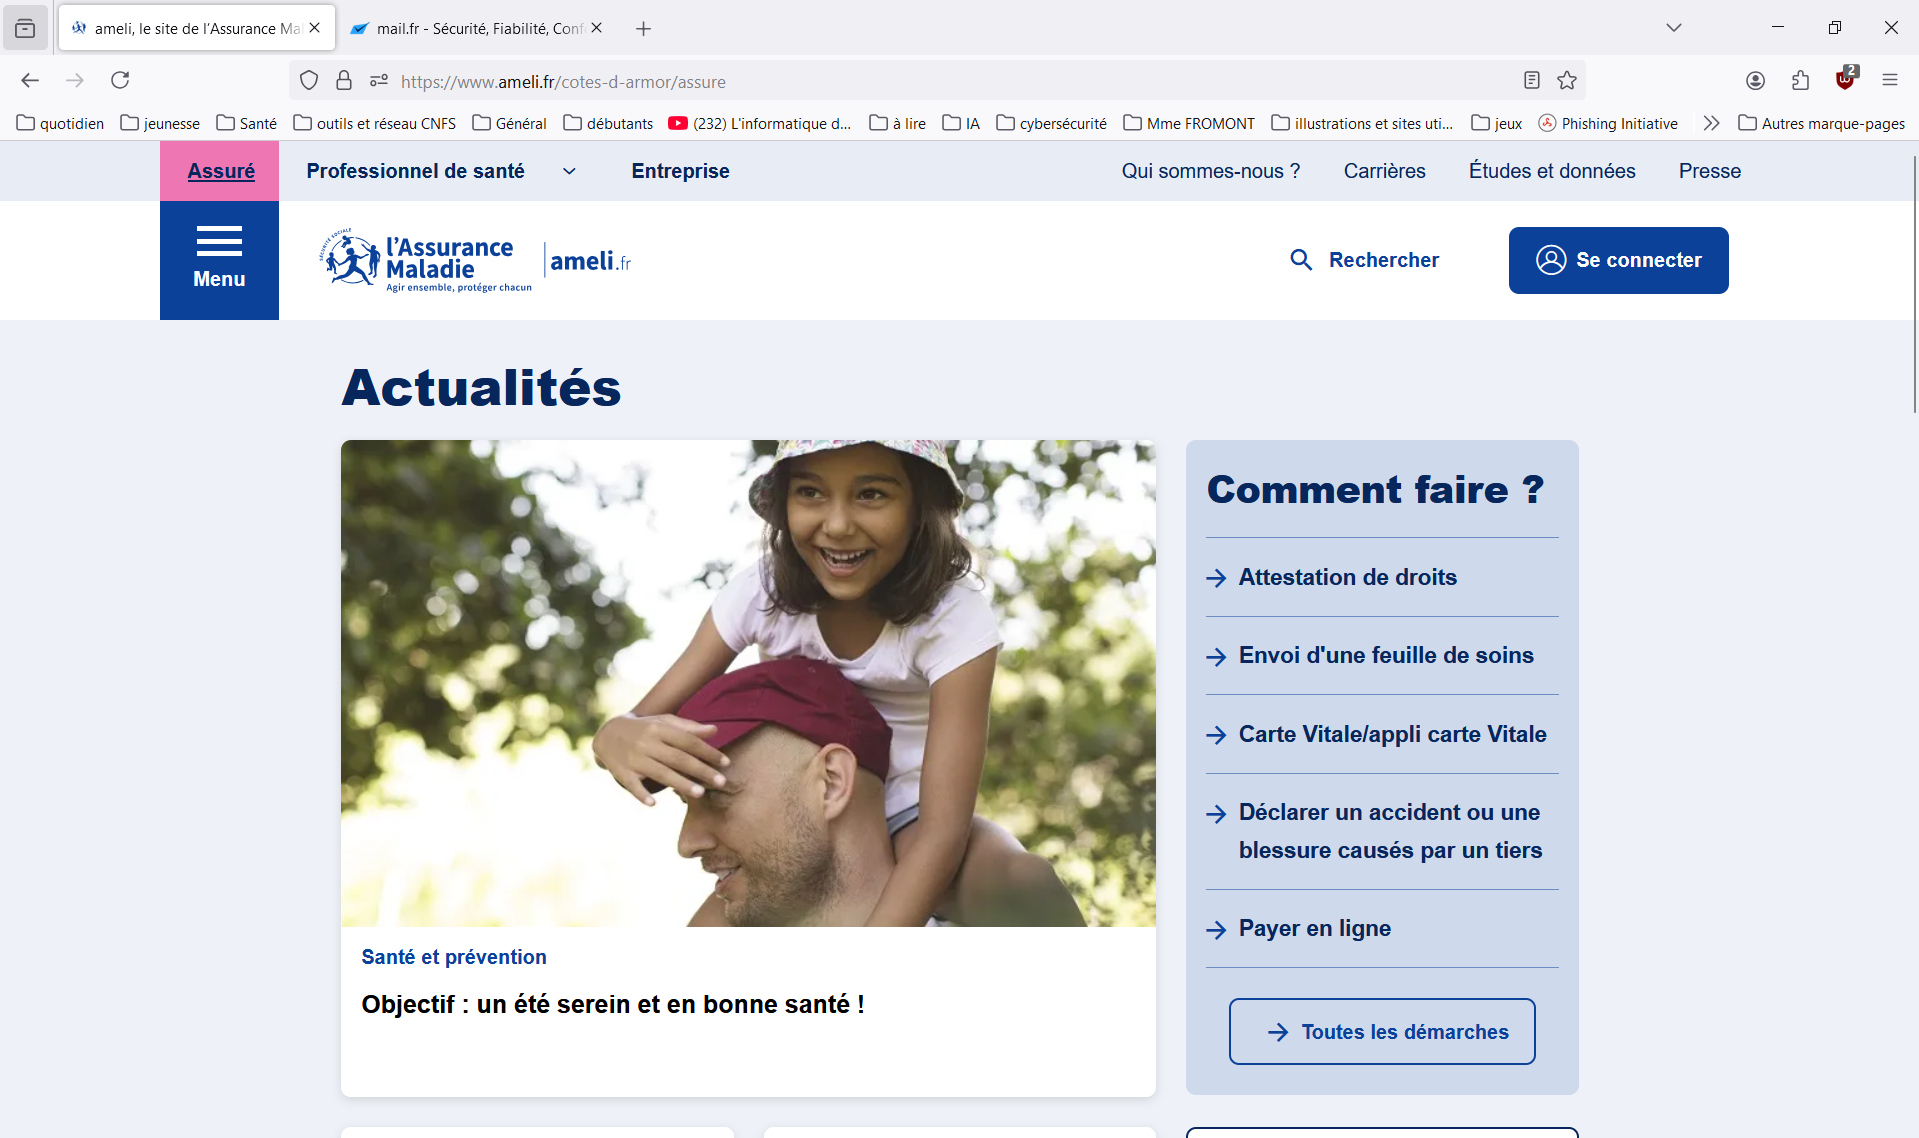 ameli, le site de l'Assurance Ma
mail.fr - Sécurité, Fiabilité, Conf
https://www.ameli.fr/cotes-d-armor/assure
2
quotidien jeunesse Santé outils et réseau CNFS Général débutants (232) L'informatique d... à lire IA cybersécurité Mme FROMONT illustrations et sites uti... jeux Phishing Initiative Autres marque-pages
Assuré Professionnel de santé Entreprise Qui sommes-nous ? Carrières Études et données Presse
Menu
SÉCURITÉ SOCIALE
l'Assurance
Maladie
Agir ensemble, protéger chacun
ameli.fr
Rechercher
Se connecter
Actualités
Santé et prévention
Objectif : un été serein et en bonne santé !
Comment faire ?
Attestation de droits
Envoi d'une feuille de soins
Carte Vitale/appli carte Vitale
Déclarer un accident ou une
blessure causés par un tiers
Payer en ligne
Toutes les démarches